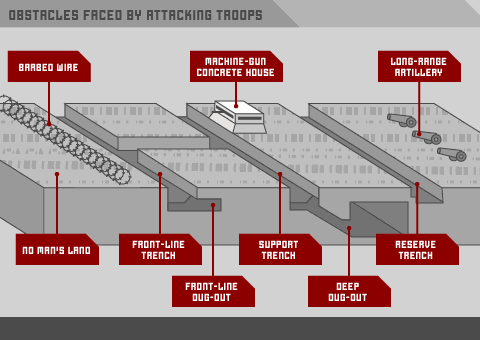 OBSTACLES FACED BY ATTACKING TROOPS
BARBED WIRE
MACHINE-GUN
CONCRETE HOUSE
LONG-RANGE
ARTILLERY
NO MAN'S LAND
FRONT-LINE
TRENCH
SUPPORT
TRENCH
RESERVE
TRENCH
FRONT-LINE
DUG-OUT
DEEP
DUG-OUT